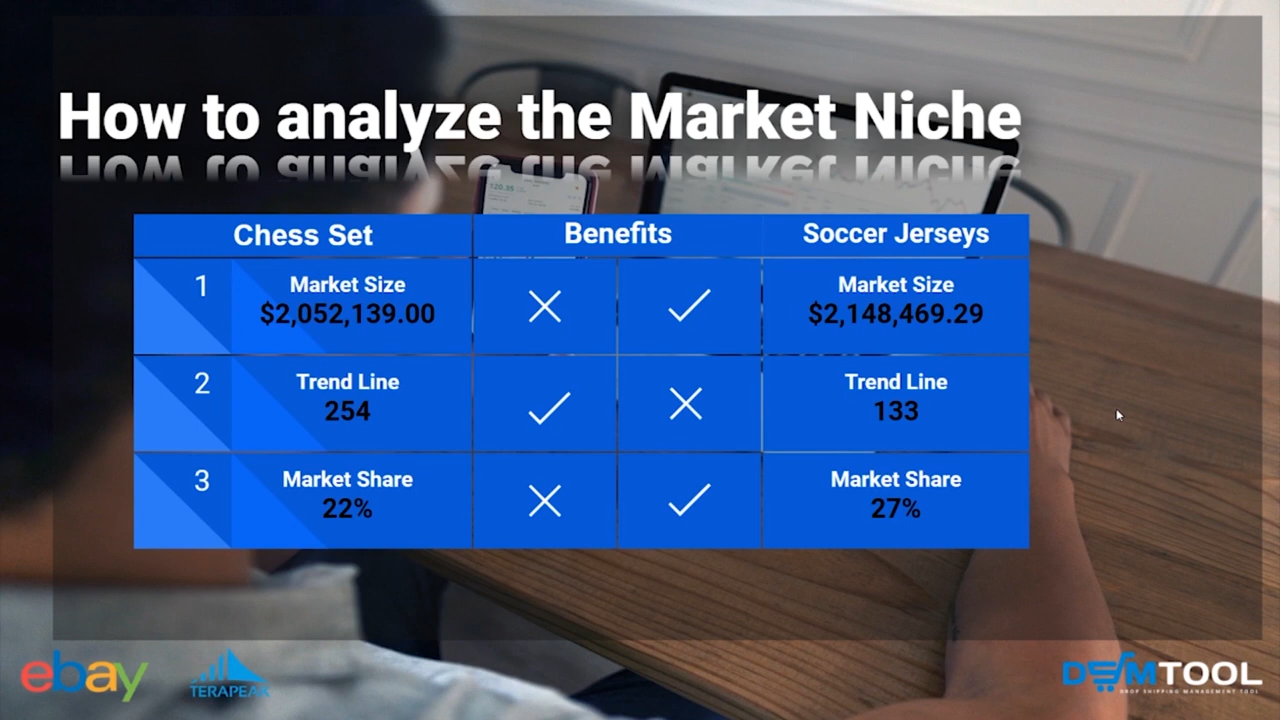 How to analyze the Market Niche
Chess Set
Benefits
Soccer Jerseys
1
Market Size
$2,052,139.00
Market Size
$2,148,469.29
2
Trend Line
254
Trend Line
133
3
Market Share
22%
Market Share
27%
ebay
TERAPEAK
DSMTOOL
DROP SHIPPING MANAGEMENT TOOL
120.35